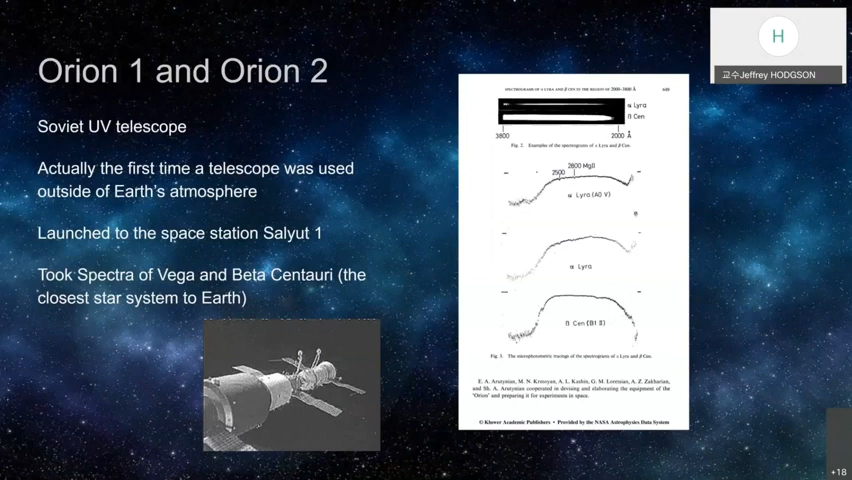 Orion 1 and Orion 2
Soviet UV telescope
Actually the first time a telescope was used
outside of Earth's atmosphere
Launched to the space station Salyut 1
Took Spectra of Vega and Beta Centauri (the
closest star system to Earth)
SPECTROGRAMS OF α LYRA AND β CEN IN THE REGION OF 2000-3800 Å
649
α Lyra
β Cen
3800
2000 Å
Fig. 2. Examples of the spectrograms of α Lyra and β Cen.
2800 MgII
2500
α Lyra (A0 V)
α Lyra
β Cen (B1 II)
Fig. 3. The microphotometric tracings of the spectrograms of α Lyra and β Cen.
E. A. Arutynian, M. N. Krmoyan, A. L. Kashin, G. M. Loretsian, A. Z. Zakharian,
and Sh. A. Arutynian cooperated in devising and elaborating the equipment of the
'Orion' and preparing it for experiments in space.
© Kluwer Academic Publishers • Provided by the NASA Astrophysics Data System
H
교수Jeffrey HODGSON
+18